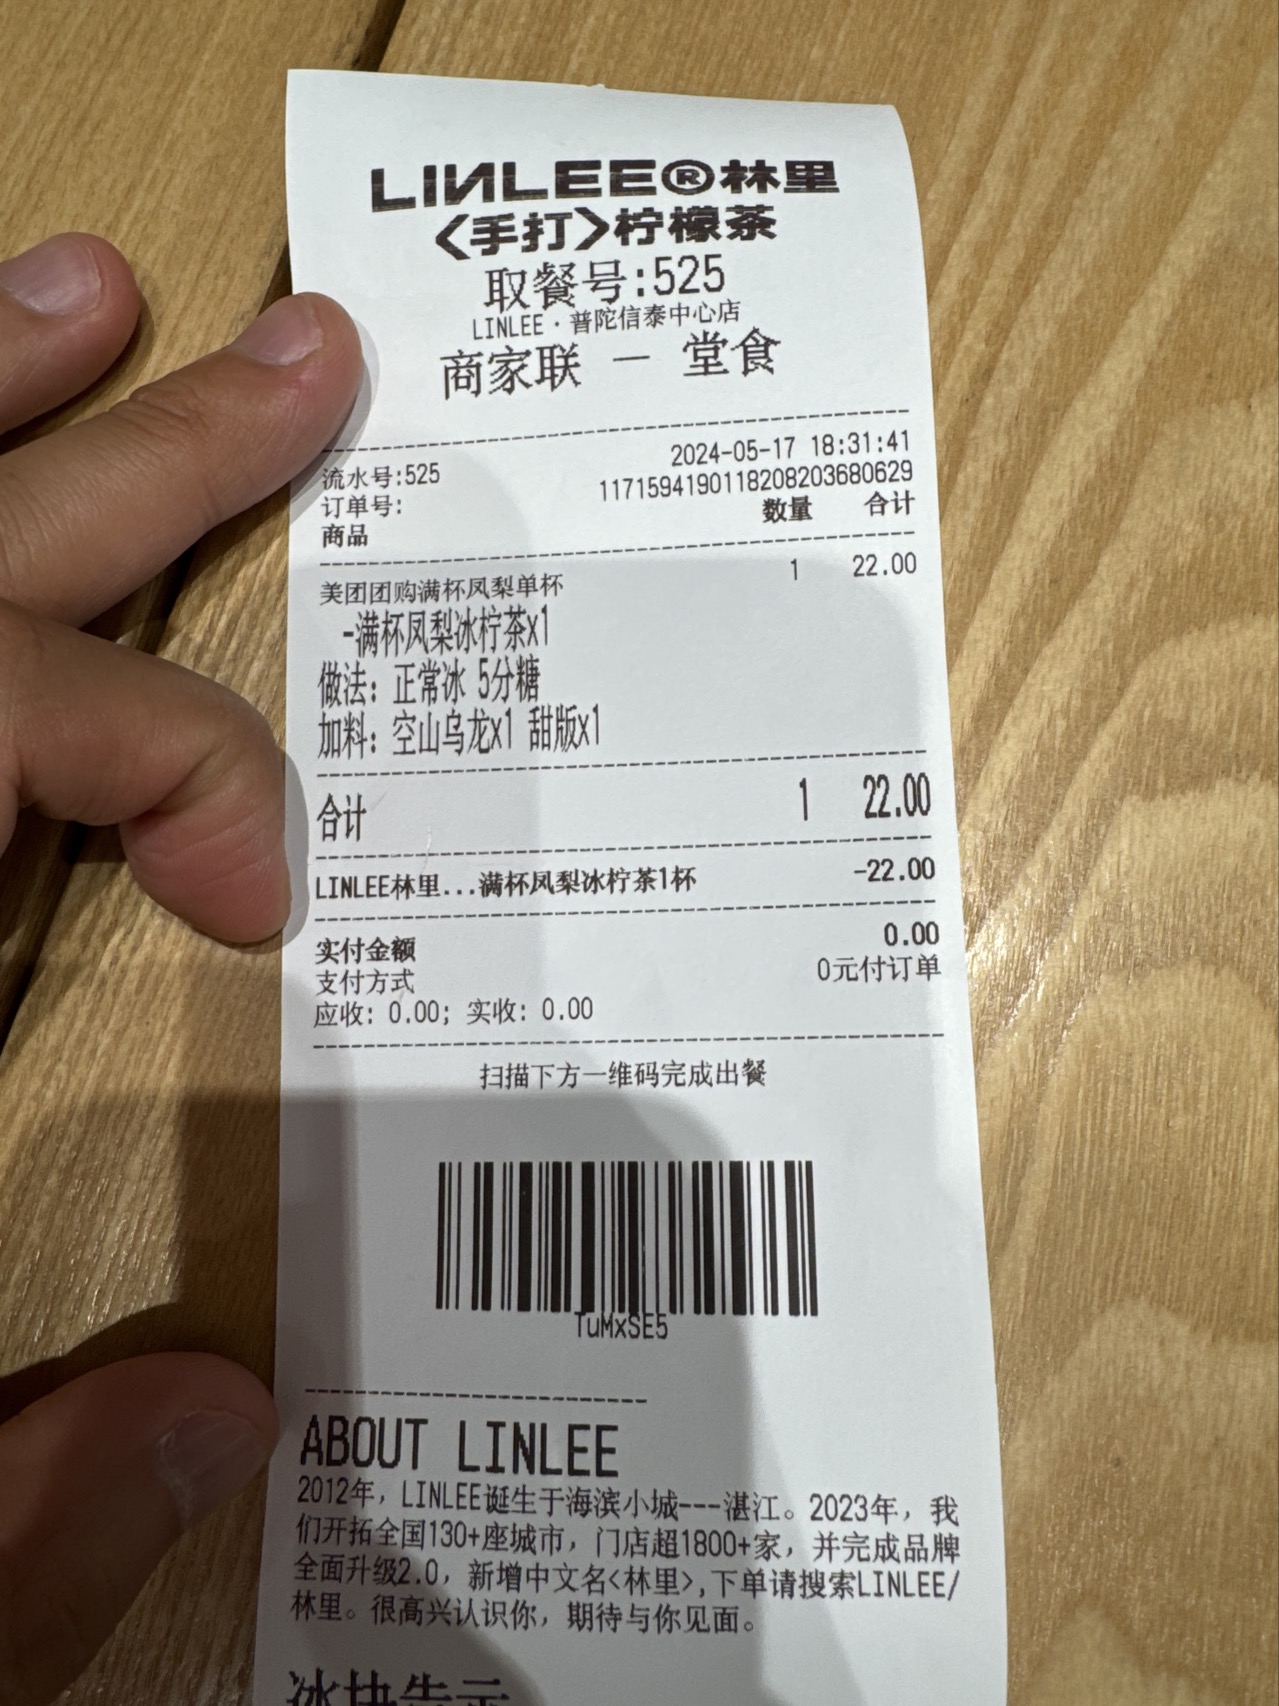 LINLEE®林里
<手打>柠檬茶
取餐号:525
LINLEE·普陀信泰中心店
商家联 — 堂食
2024-05-17 18:31:41
流水号:525
订单号: 1171594190118208203680629
商品 数量 合计
美团团购满杯凤梨单杯 1 22.00
-满杯凤梨冰柠茶x1
做法: 正常冰 5分糖
加料: 空山乌龙x1 甜版x1
合计 1 22.00
LINLEE林里...满杯凤梨冰柠茶1杯 -22.00
实付金额 0.00
支付方式 0元付订单
应收: 0.00; 实收: 0.00
扫描下方一维码完成出餐
TuMxSE5
ABOUT LINLEE
2012年，LINLEE诞生于海滨小城---湛江。2023年，我
们开拓全国130+座城市，门店超1800+家，并完成品牌
全面升级2.0，新增中文名<林里>,下单请搜索LINLEE/
林里。很高兴认识你，期待与你见面。
冰块告示